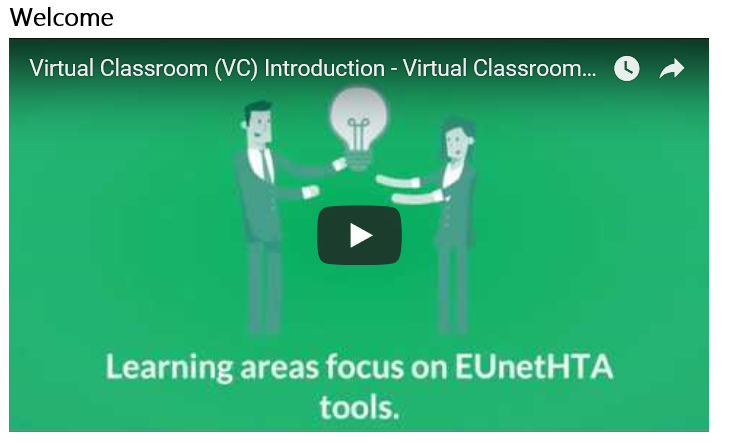 Welcome
Virtual Classroom (VC) Introduction - Virtual Classroom...
Learning areas focus on EUnetHTA
tools.